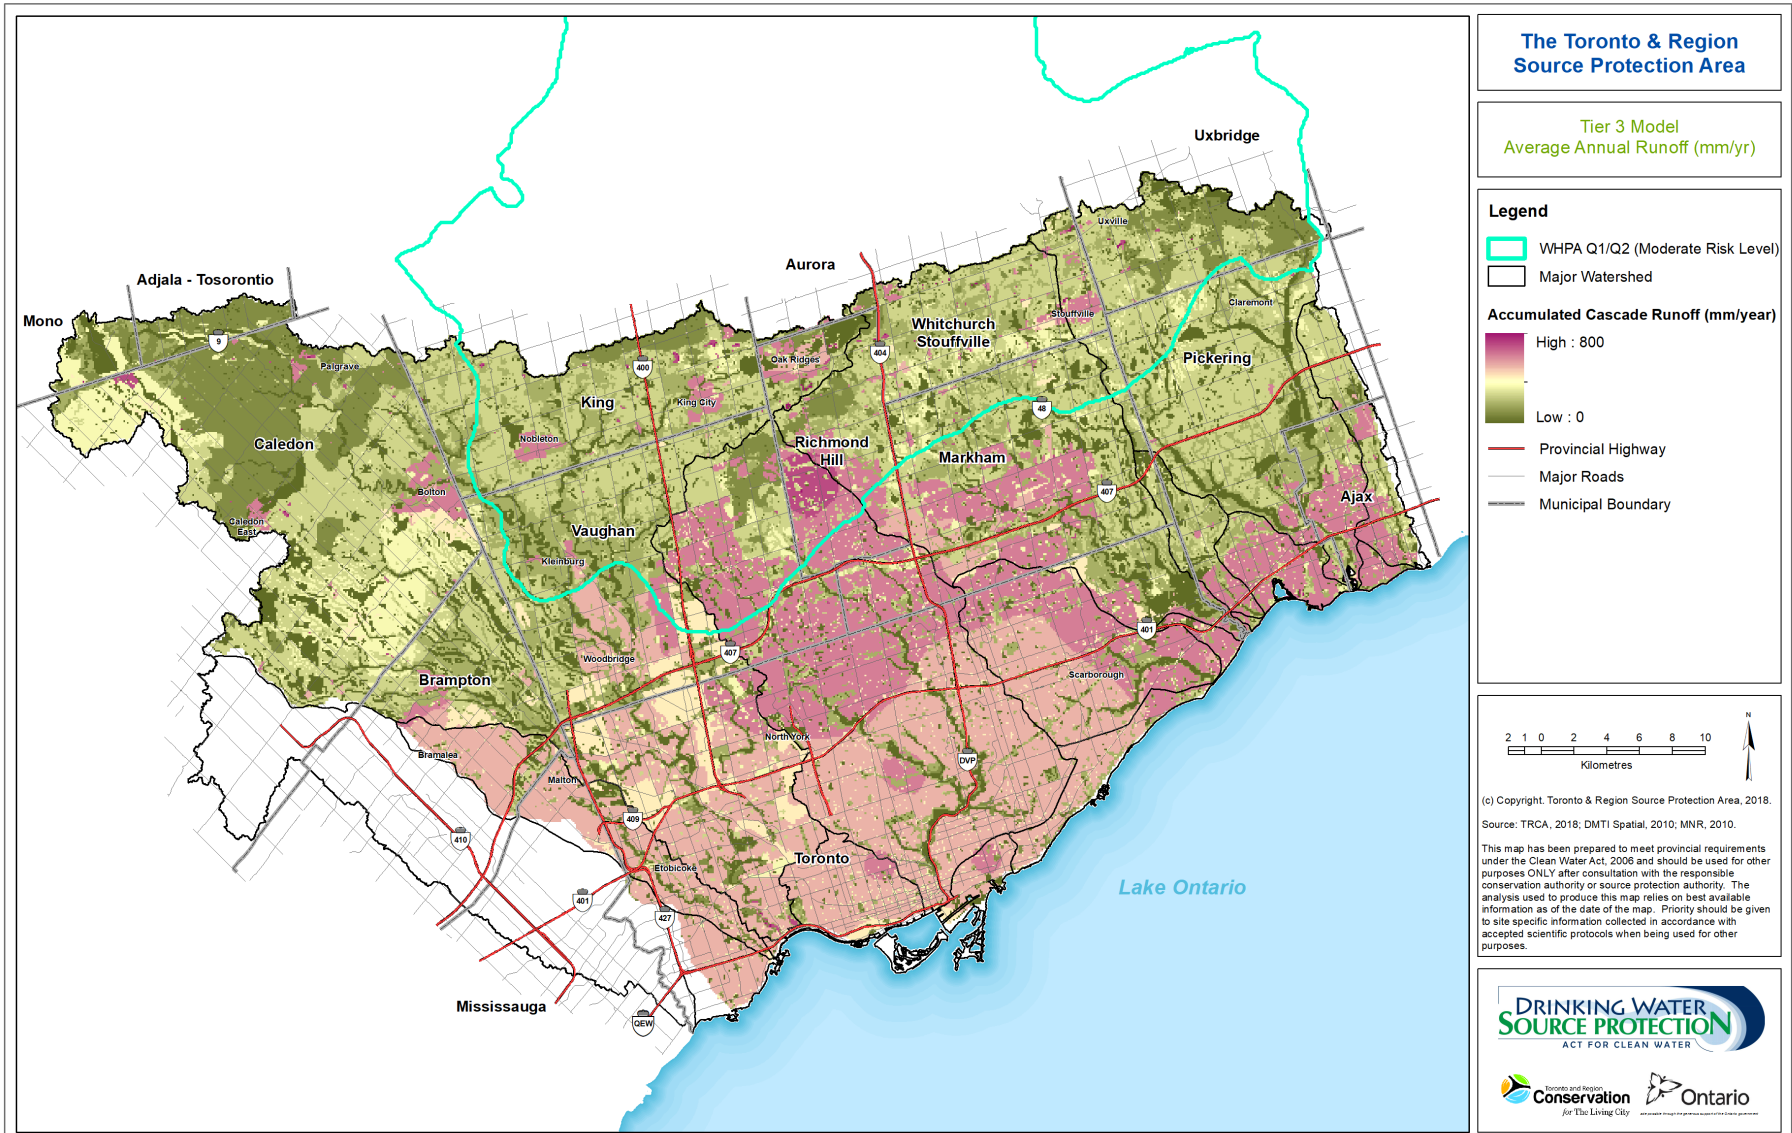 The Toronto & Region
Source Protection Area
Tier 3 Model
Average Annual Runoff (mm/yr)
Legend
WHPA Q1/Q2 (Moderate Risk Level)
Major Watershed
Accumulated Cascade Runoff (mm/year)
High : 800
Low : 0
Provincial Highway
Major Roads
Municipal Boundary
2 1 0 2 4 6 8 10
Kilometres
N
(c) Copyright. Toronto & Region Source Protection Area, 2018.
Source: TRCA, 2018; DMTI Spatial, 2010; MNR, 2010.
This map has been prepared to meet provincial requirements
under the Clean Water Act, 2006 and should be used for other
purposes ONLY after consultation with the responsible
conservation authority or source protection authority. The
analysis used to produce this map relies on best available
information as of the date of the map. Priority should be given
to site specific information collected in accordance with
accepted scientific protocols when being used for other
purposes.
DRINKING WATER
SOURCE PROTECTION
ACT FOR CLEAN WATER
Toronto and Region
Conservation
for The Living City
Ontario
Uxbridge
Uxville
Aurora
Adjala - Tosorontio
Mono
9
Palgrave
Whitchurch
Stouffville
Stouffville
Claremont
Pickering
404
Oak Ridges
400
King
King City
48
Caledon
Nobleton
Richmond
Hill
Markham
Bolton
407
Ajax
Caledon
East
Vaughan
Kleinburg
401
407
Woodbridge
Scarborough
Brampton
North York
Bramalea
Malton
DVP
409
410
Toronto
Etobicoke
Lake Ontario
401
427
Mississauga
QEW